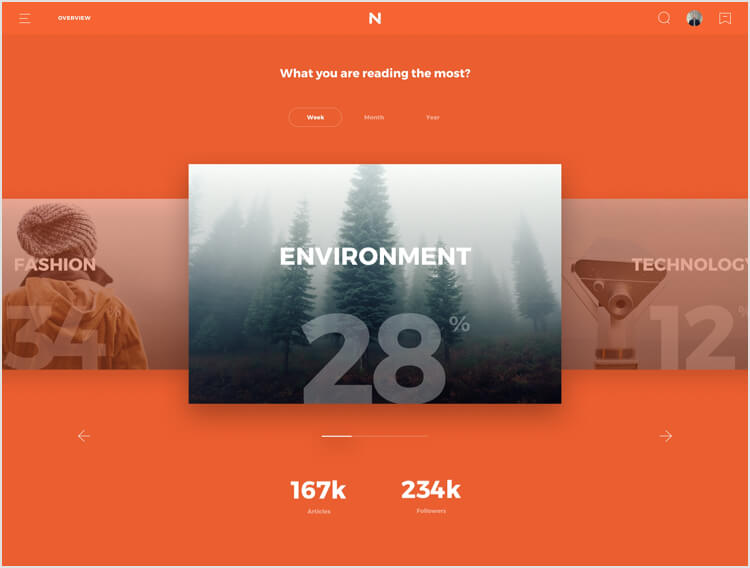 OVERVIEW
N
What you are reading the most?
Week Month Year
FASHION
34
ENVIRONMENT
28%
TECHNOLOGY
12%
167k
Articles
234k
Followers